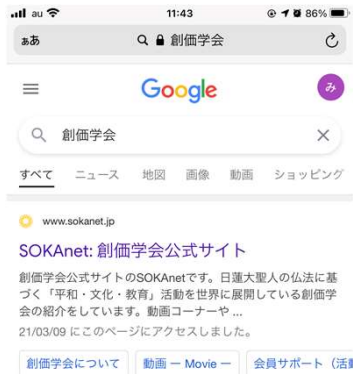 au 11:43 86%
ぁあ 創価学会
Google み
創価学会
すべて ニュース 地図 画像 動画 ショッピング
www.sokanet.jp
SOKAnet: 創価学会公式サイト
創価学会公式サイトのSOKAnetです。日蓮大聖人の仏法に基
づく「平和・文化・教育」活動を世界に展開している創価学
会の紹介をしています。動画コーナーや ...
21/03/09 にこのページにアクセスしました。
創価学会について 動画 ー Movie ー 会員サポート（活動